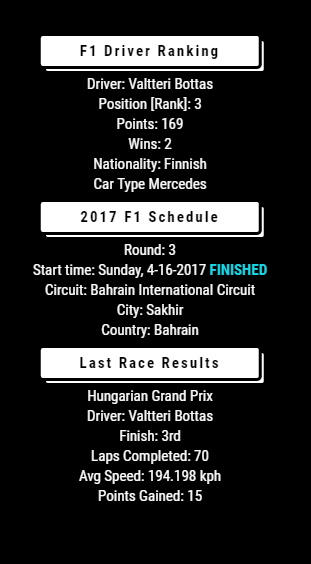 F1 Driver Ranking
Driver: Valtteri Bottas
Position [Rank]: 3
Points: 169
Wins: 2
Nationality: Finnish
Car Type Mercedes
2017 F1 Schedule
Round: 3
Start time: Sunday, 4-16-2017 FINISHED
Circuit: Bahrain International Circuit
City: Sakhir
Country: Bahrain
Last Race Results
Hungarian Grand Prix
Driver: Valtteri Bottas
Finish: 3rd
Laps Completed: 70
Avg Speed: 194.198 kph
Points Gained: 15